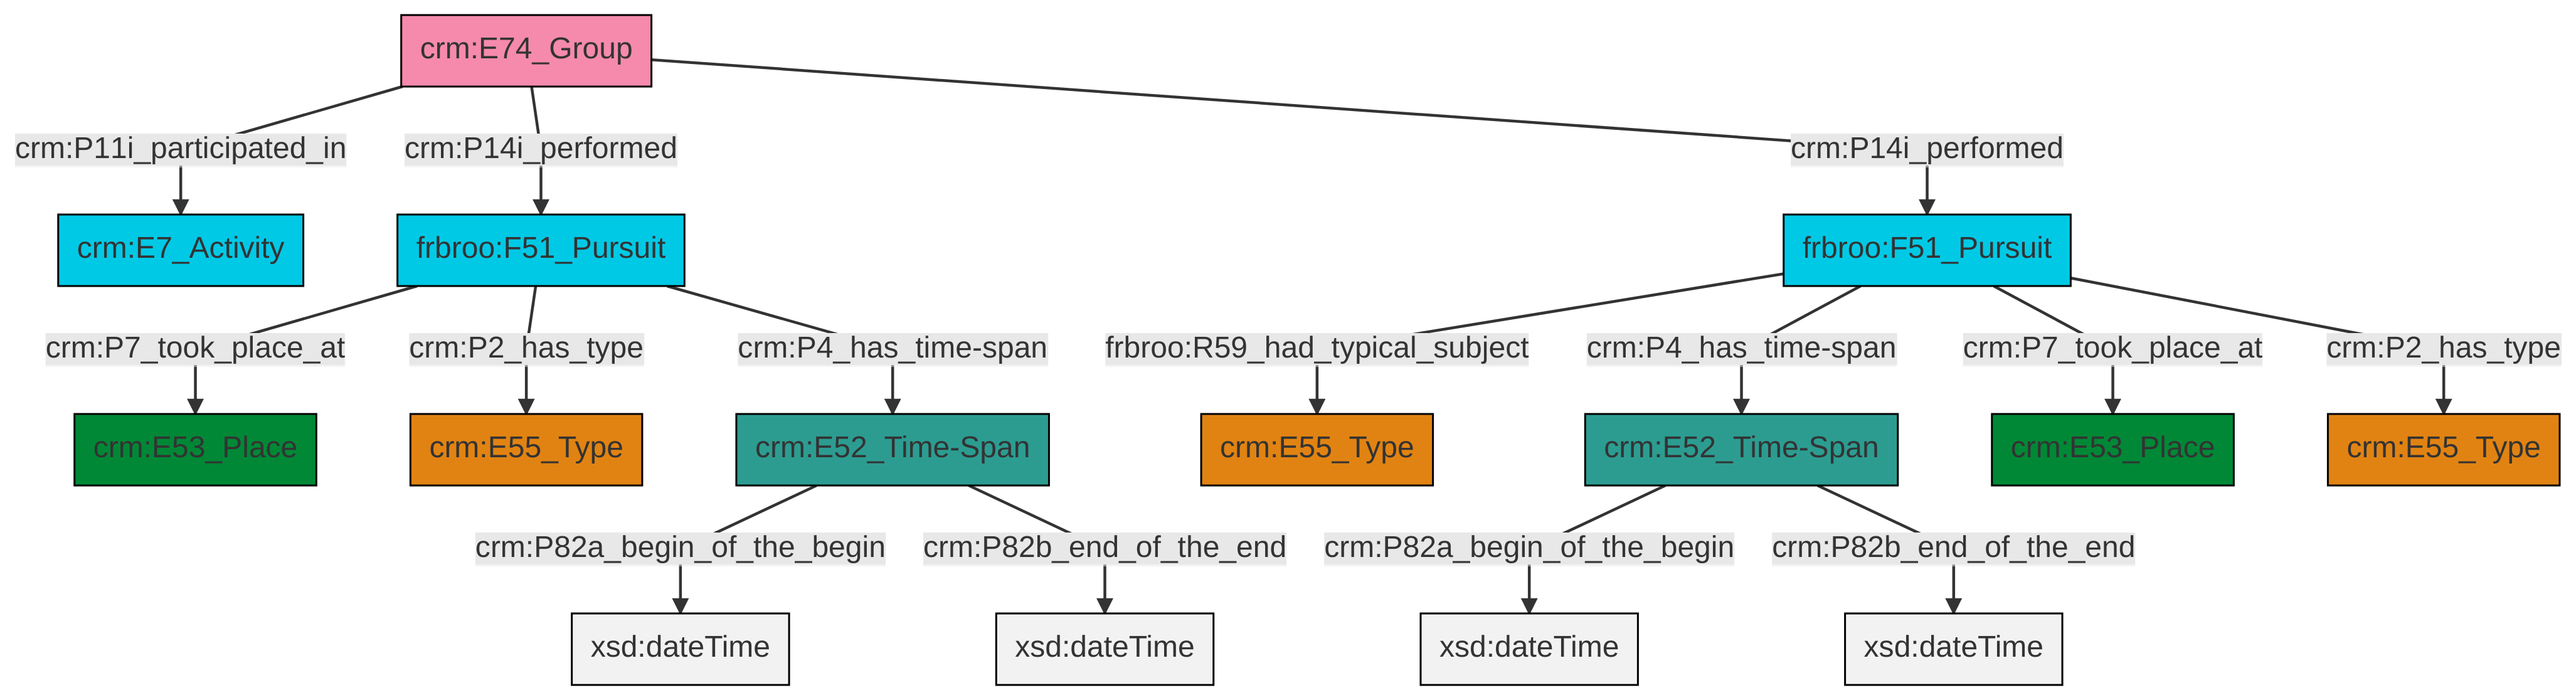 crm:E74_Group
crm:P11i_participated_in
crm:P14i_performed
crm:P14i_performed
crm:E7_Activity
frbroo:F51_Pursuit
frbroo:F51_Pursuit
crm:P7_took_place_at
crm:P2_has_type
crm:P4_has_time-span
frbroo:R59_had_typical_subject
crm:P4_has_time-span
crm:P7_took_place_at
crm:P2_has_type
crm:E53_Place
crm:E55_Type
crm:E52_Time-Span
crm:E55_Type
crm:E52_Time-Span
crm:E53_Place
crm:E55_Type
crm:P82a_begin_of_the_begin
crm:P82b_end_of_the_end
crm:P82a_begin_of_the_begin
crm:P82b_end_of_the_end
xsd:dateTime
xsd:dateTime
xsd:dateTime
xsd:dateTime